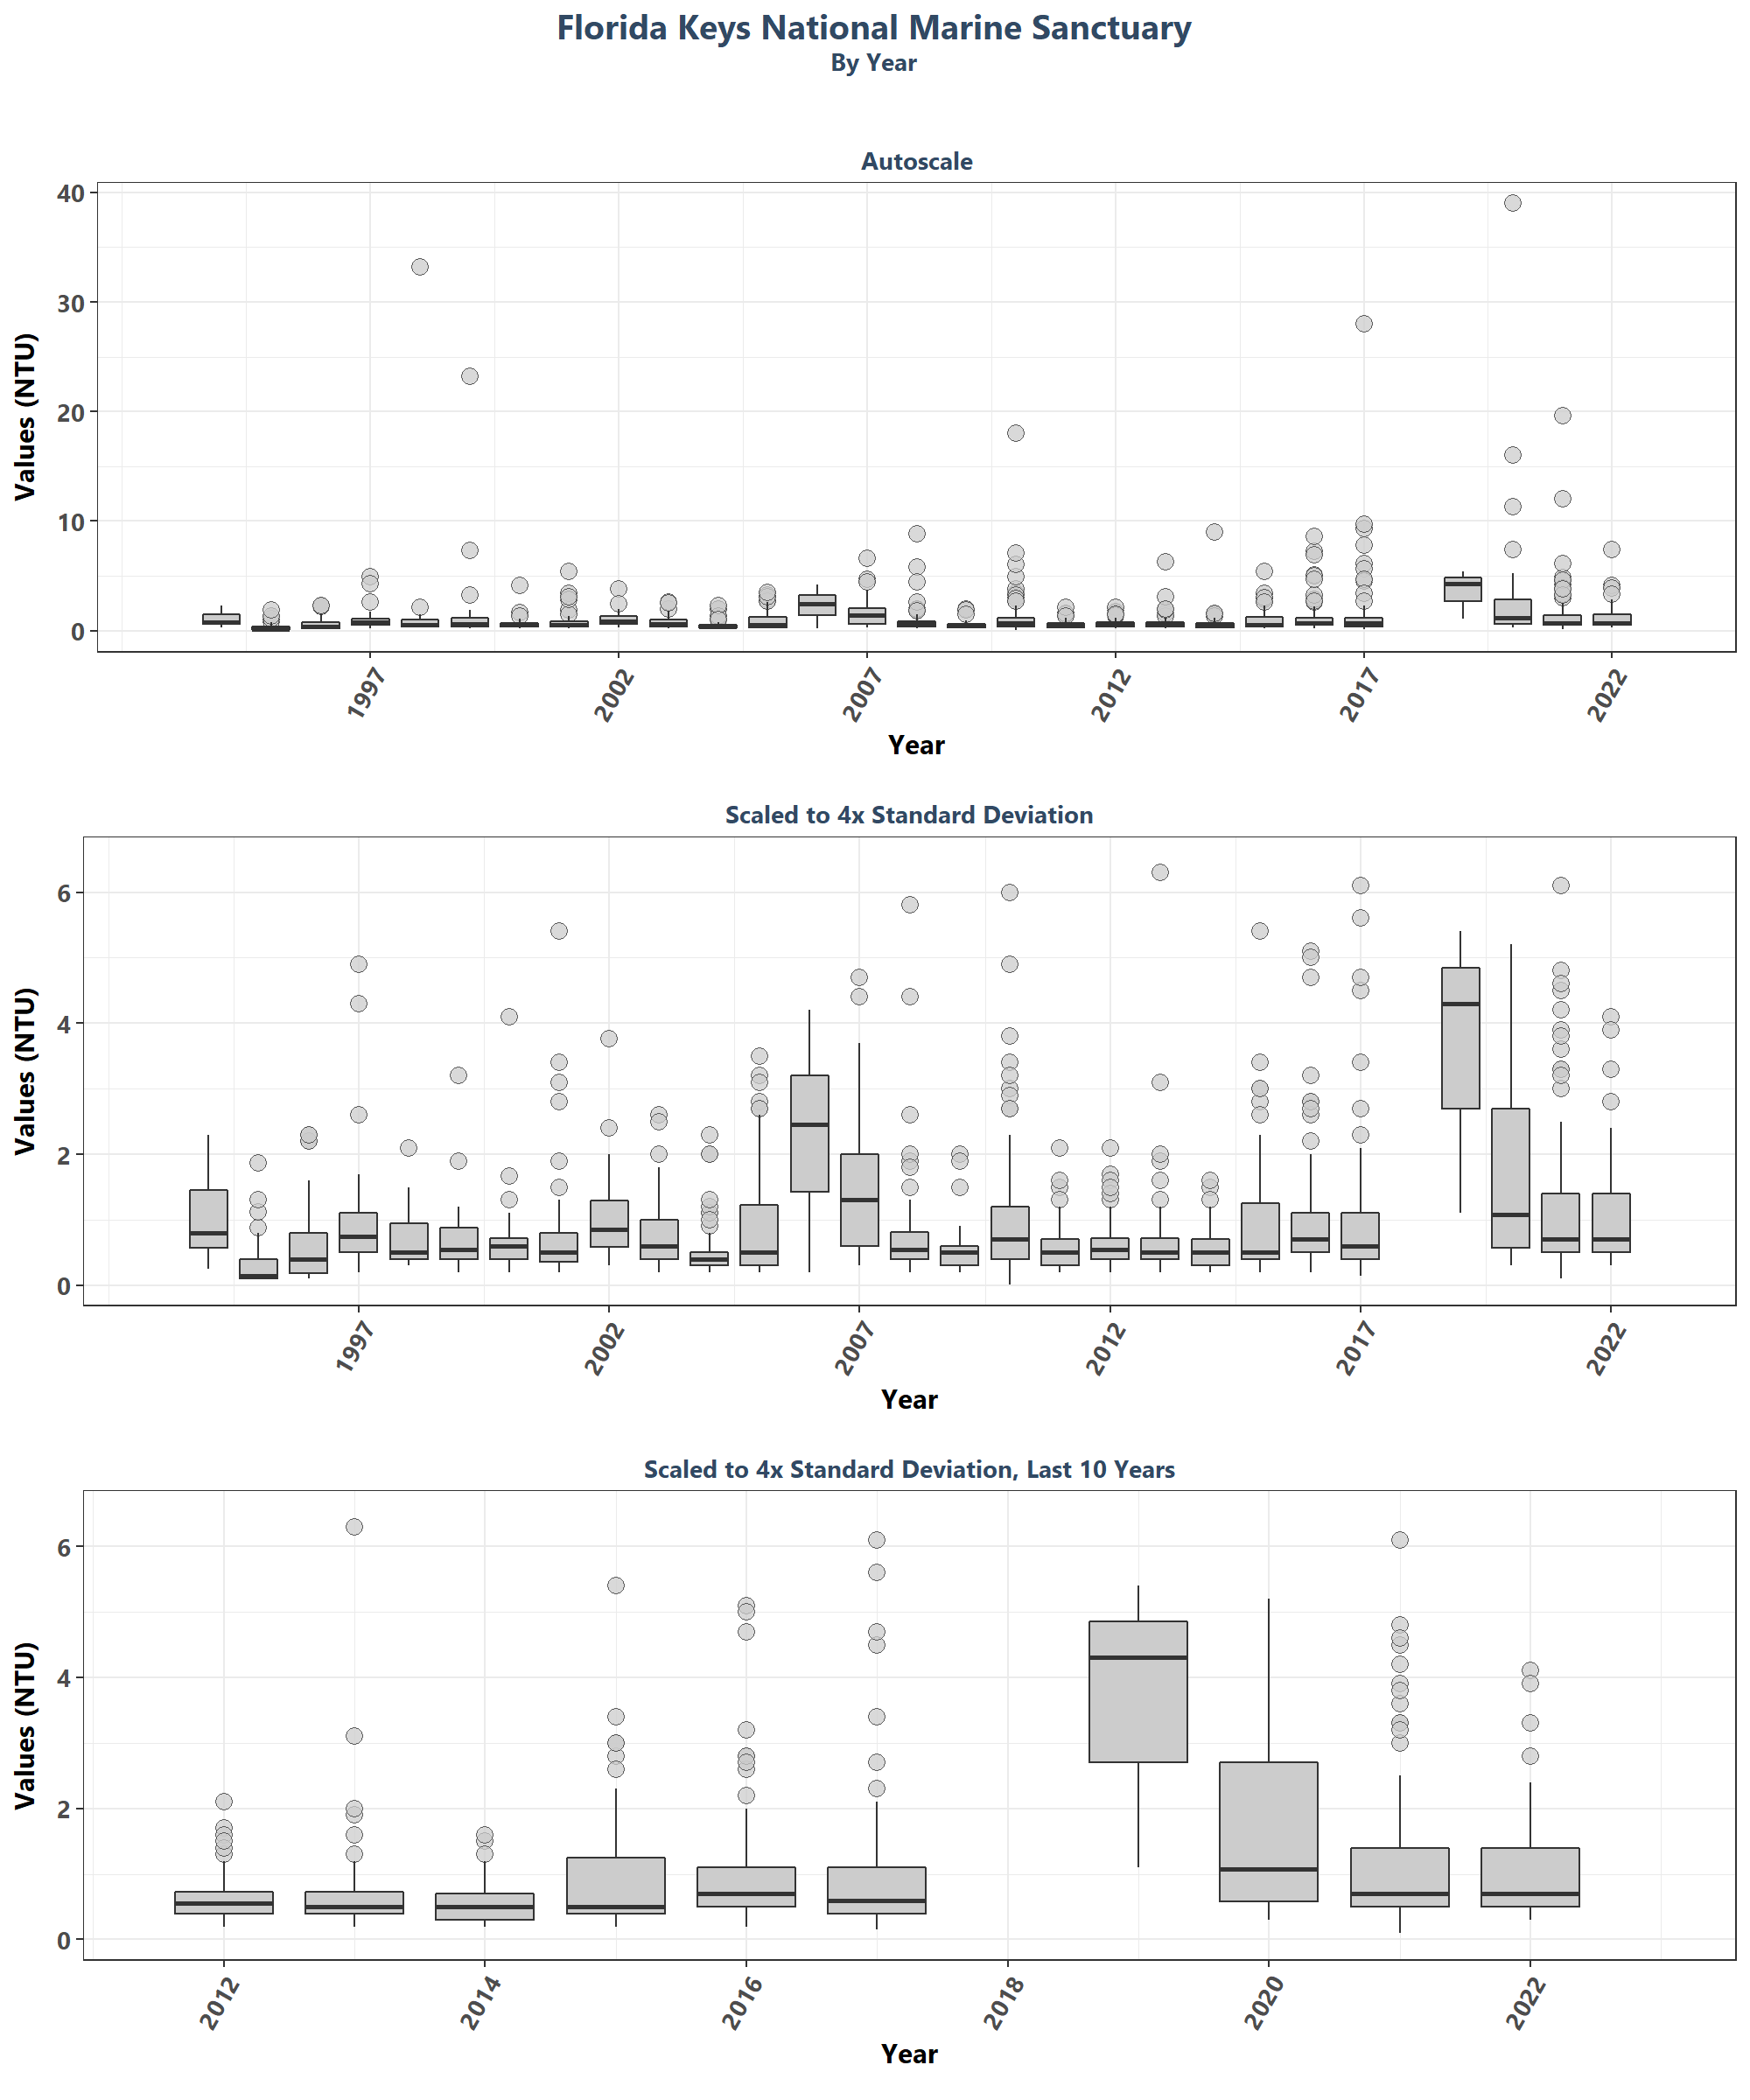 Florida Keys National Marine Sanctuary
By Year
Autoscale
Values (NTU)
40
30
20
10
0
1997
2002
2007
2012
2017
2022
Year
Scaled to 4x Standard Deviation
Values (NTU)
6
4
2
0
1997
2002
2007
2012
2017
2022
Year
Scaled to 4x Standard Deviation, Last 10 Years
Values (NTU)
6
4
2
0
2012
2014
2016
2018
2020
2022
Year